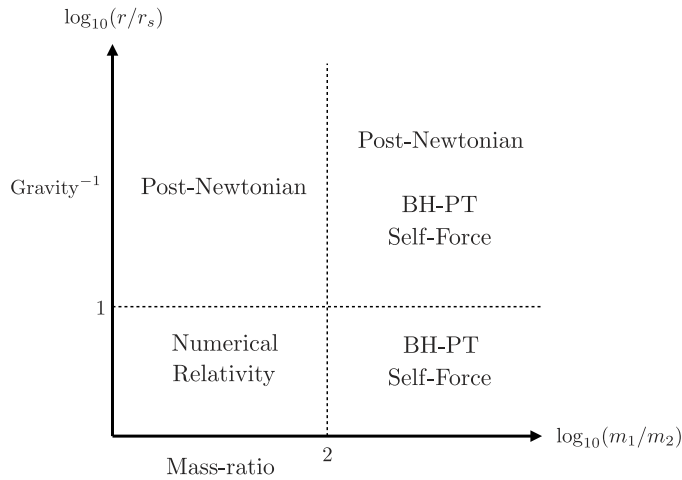 log₁₀(r/rₛ)
Post-Newtonian
Gravity⁻¹
Post-Newtonian
BH-PT
Self-Force
1
Numerical
Relativity
BH-PT
Self-Force
log₁₀(m₁/m₂)
2
Mass-ratio